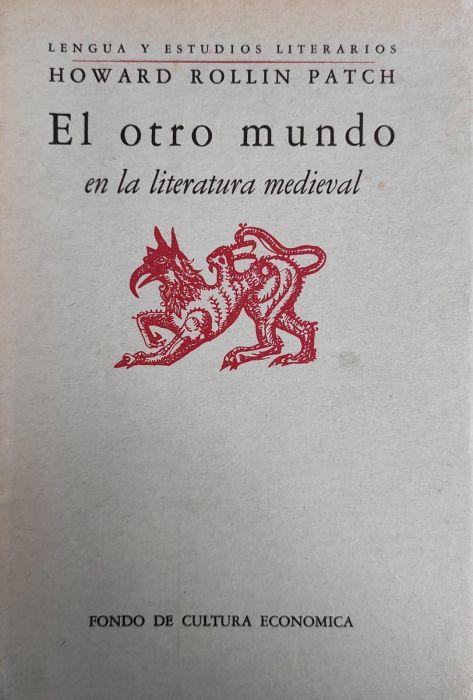 LENGUA Y ESTUDIOS LITERARIOS
HOWARD ROLLIN PATCH
El otro mundo
en la literatura medieval
FONDO DE CULTURA ECONOMICA